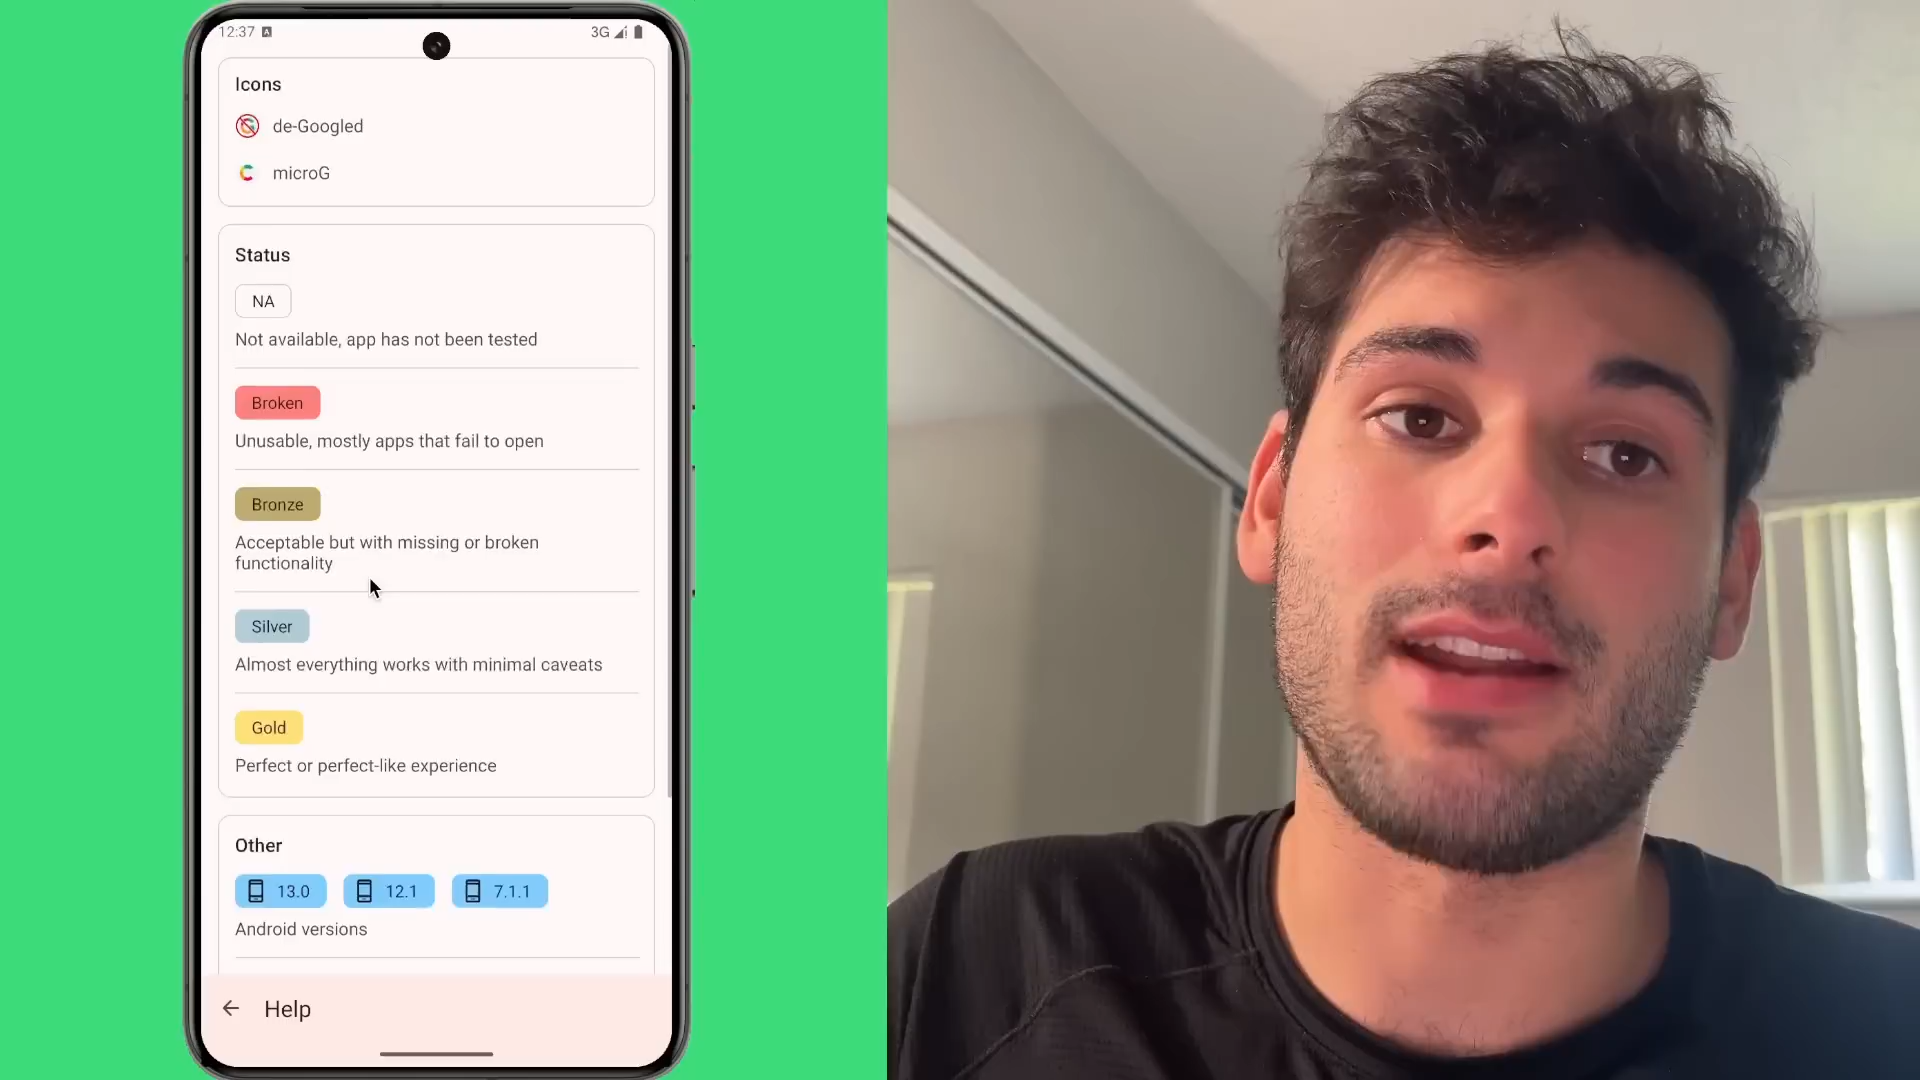 12:37
3G
Icons
de-Googled
microG
Status
NA
Not available, app has not been tested
Broken
Unusable, mostly apps that fail to open
Bronze
Acceptable but with missing or broken
functionality
Silver
Almost everything works with minimal caveats
Gold
Perfect or perfect-like experience
Other
13.0 12.1 7.1.1
Android versions
Help